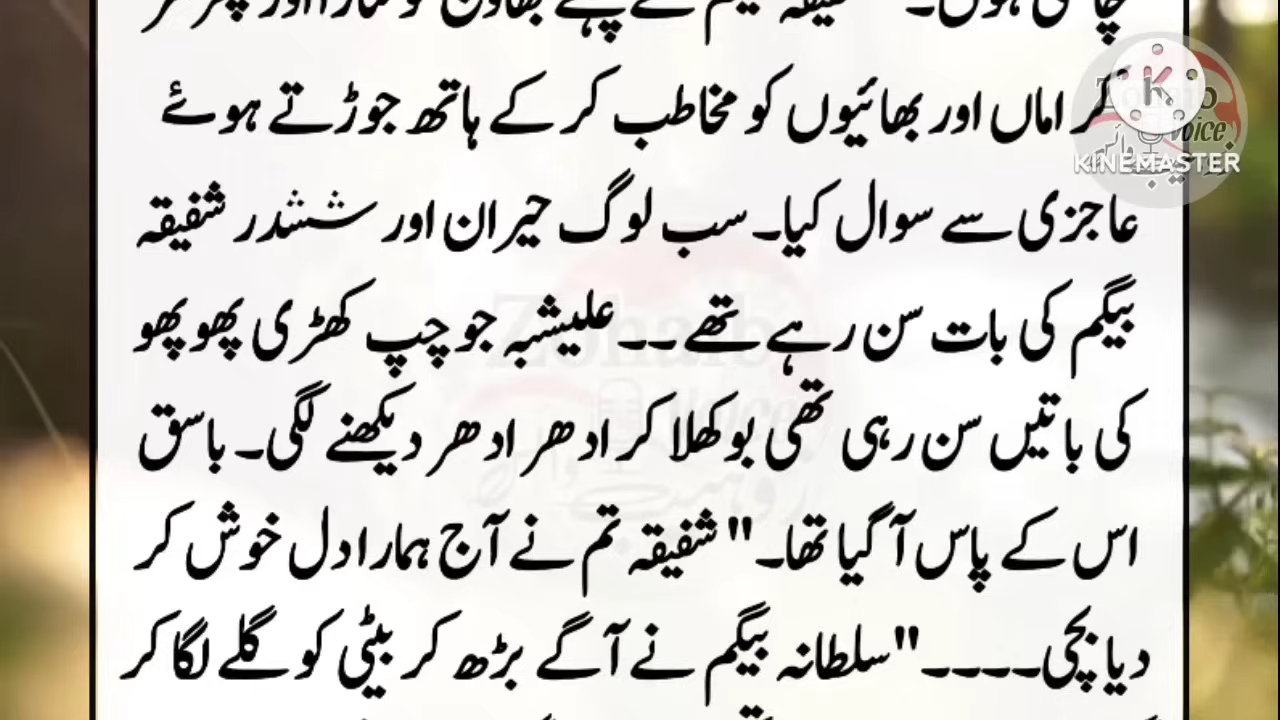 کر اماں اور بھائیوں کو مخاطب کر کے ہاتھ جوڑتے ہوئے
عاجزی سے سوال کیا۔ سب لوگ حیران اور ششدر شفیقہ
بیگم کی بات سن رہے تھے ۔۔ علیشبہ جو چپ کھڑی پھوپھو
کی باتیں سن رہی تھی بوکھلا کر ادھر ادھر دیکھنے لگی۔ باسق
اس کے پاس آگیا تھا۔" شفیقہ تم نے آج ہمارا دل خوش کر
دیا بچی۔۔۔۔"سلطانہ بیگم نے آگے بڑھ کر بیٹی کو گلے لگا کر
Zohaib
Voice
KINEMASTER